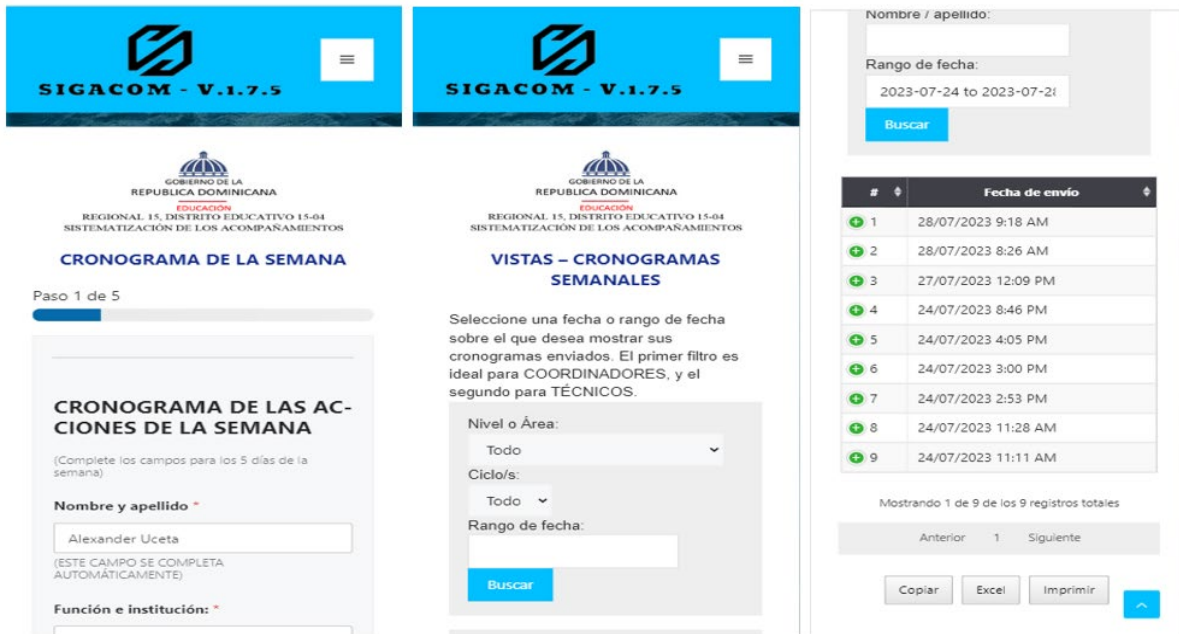 SIGACOM - V.1.7.5
GOBIERNO DE LA
REPUBLICA DOMINICANA
EDUCACIÓN
REGIONAL 15, DISTRITO EDUCATIVO 15-04
SISTEMATIZACIÓN DE LOS ACOMPAÑAMIENTOS
CRONOGRAMA DE LA SEMANA
Paso 1 de 5
CRONOGRAMA DE LAS AC-
CIONES DE LA SEMANA
(Complete los campos para los 5 días de la
semana)
Nombre y apellido *
Alexander Uceta
(ESTE CAMPO SE COMPLETA
AUTOMÁTICAMENTE)
Función e institución: *
SIGACOM - V.1.7.5
GOBIERNO DE LA
REPUBLICA DOMINICANA
EDUCACIÓN
REGIONAL 15, DISTRITO EDUCATIVO 15-04
SISTEMATIZACIÓN DE LOS ACOMPAÑAMIENTOS
VISTAS – CRONOGRAMAS
SEMANALES
Seleccione una fecha o rango de fecha
sobre el que desea mostrar sus
cronogramas enviados. El primer filtro es
ideal para COORDINADORES, y el
segundo para TÉCNICOS.
Nivel o Área:
Todo
Ciclo/s:
Todo
Rango de fecha:
Buscar
Nombre / apellido:
Rango de fecha:
2023-07-24 to 2023-07-28
Buscar
# Fecha de envío
1 28/07/2023 9:18 AM
2 28/07/2023 8:26 AM
3 27/07/2023 12:09 PM
4 24/07/2023 8:46 PM
5 24/07/2023 4:05 PM
6 24/07/2023 3:00 PM
7 24/07/2023 2:53 PM
8 24/07/2023 11:28 AM
9 24/07/2023 11:11 AM
Mostrando 1 de 9 de los 9 registros totales
Anterior 1 Siguiente
Copiar Excel Imprimir